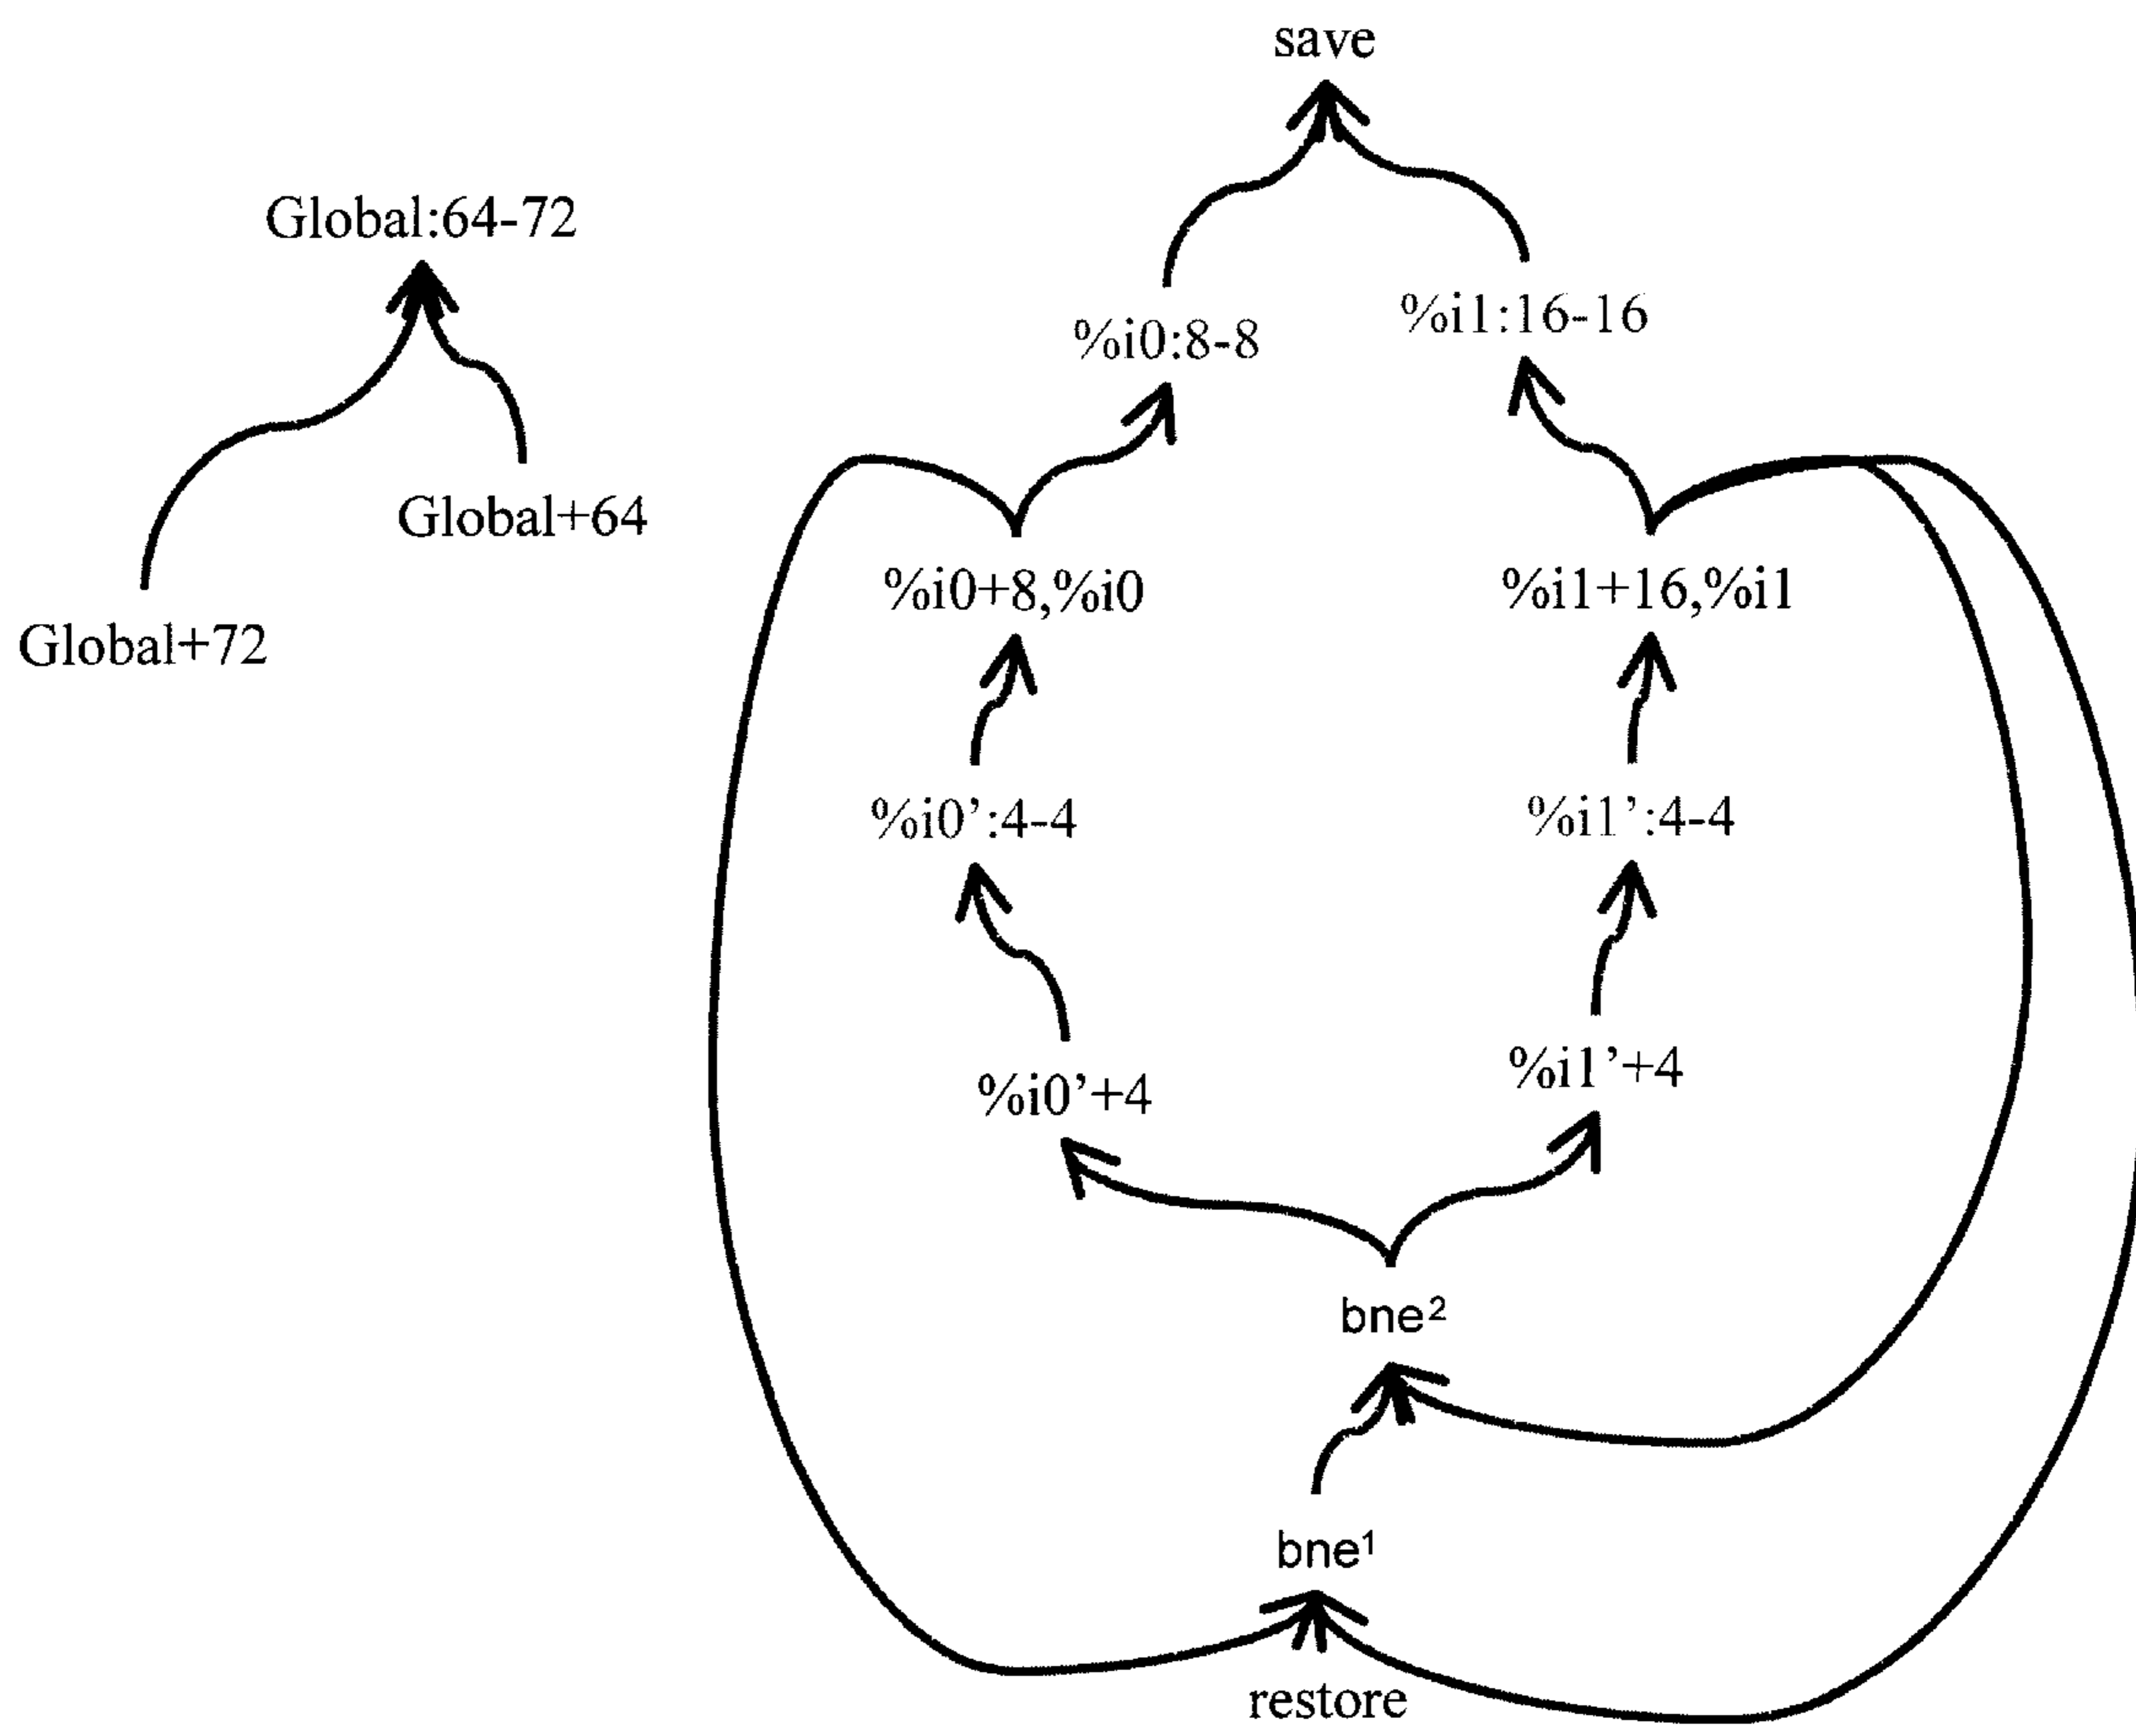 save
Global:64-72
%i0:8-8
%i1:16-16
Global+64
%i0+8,%i0
%i1+16,%i1
Global+72
%i0’:4-4
%i1’:4-4
%i0’+4
%i1’+4
bne²
bne¹
restore